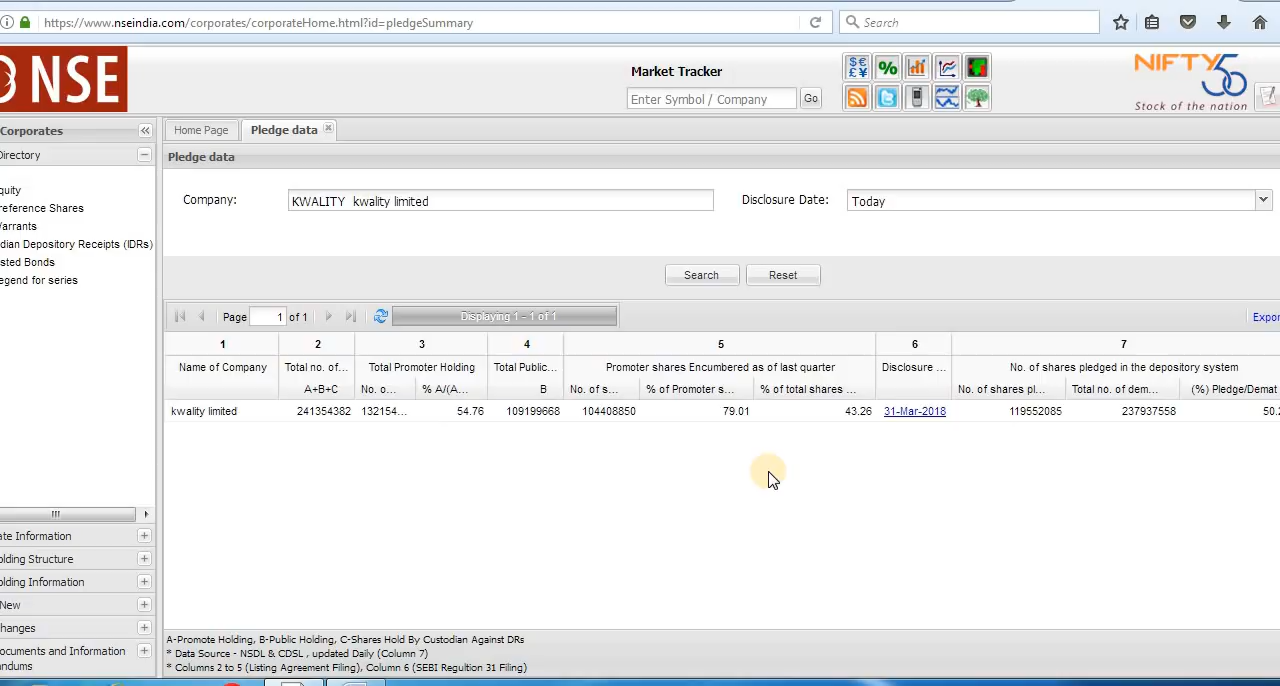 https://www.nseindia.com/corporates/corporateHome.html?id=pledgeSummary
Search
NSE
Market Tracker
Enter Symbol / Company
Go
NIFTY50
Stock of the nation
Corporates
Directory
quity
reference Shares
arrants
dian Depository Receipts (IDRs)
sted Bonds
egend for series
ate Information
olding Structure
olding Information
New
hanges
ocuments and Information
andums
Home Page
Pledge data
Pledge data
Company:
KWALITY kwality limited
Disclosure Date:
Today
Search
Reset
Page 1 of 1
Displaying 1 - 1 of 1
Expor
1 2 3 4 5 6 7
Name of Company Total no. of... Total Promoter Holding Total Public... Promoter shares Encumbered as of last quarter Disclosure ... No. of shares pledged in the depository system
A+B+C No. o... % A/(A... B No. of s... % of Promoter s... % of total shares ... No. of shares pl... Total no. of dem... (%) Pledge/Demat
kwality limited 241354382 132154... 54.76 109199668 104408850 79.01 43.26 31-Mar-2018 119552085 237937558 50.2
A-Promote Holding, B-Public Holding, C-Shares Hold By Custodian Against DRs
* Data Source - NSDL & CDSL , updated Daily (Column 7)
* Columns 2 to 5 (Listing Agreement Filing), Column 6 (SEBI Regultion 31 Filing)